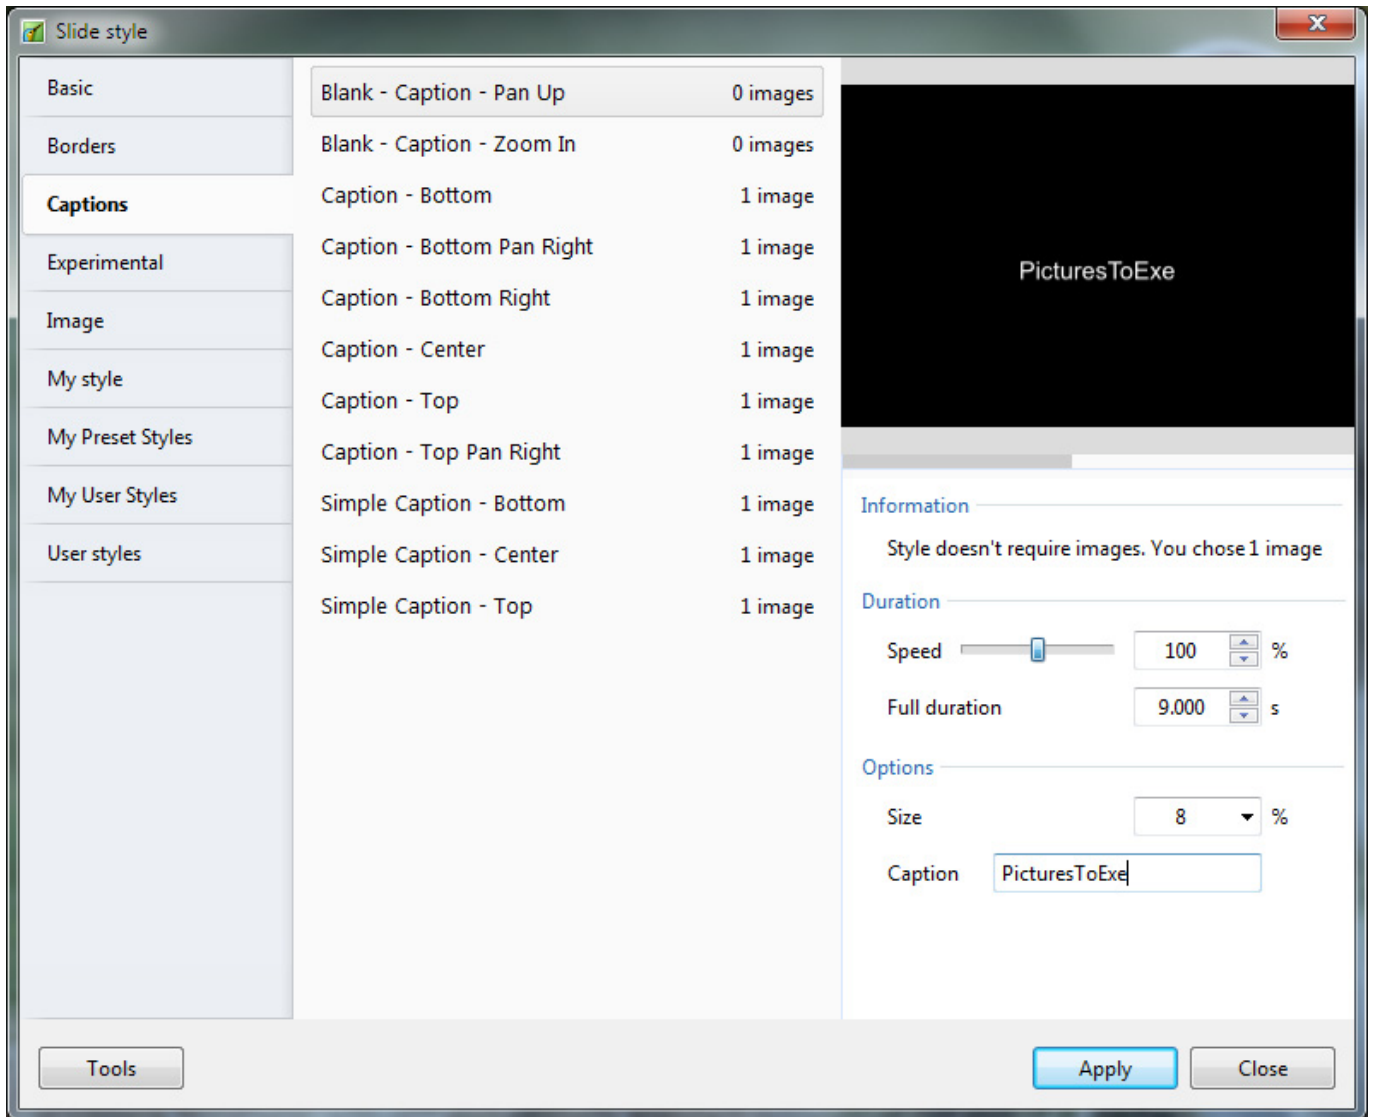 Slide style
X
Basic
Borders
Captions
Experimental
Image
My style
My Preset Styles
My User Styles
User styles
Blank - Caption - Pan Up 0 images
Blank - Caption - Zoom In 0 images
Caption - Bottom 1 image
Caption - Bottom Pan Right 1 image
Caption - Bottom Right 1 image
Caption - Center 1 image
Caption - Top 1 image
Caption - Top Pan Right 1 image
Simple Caption - Bottom 1 image
Simple Caption - Center 1 image
Simple Caption - Top 1 image
PicturesToExe
Information
Style doesn't require images. You chose 1 image
Duration
Speed 100 %
Full duration 9.000 s
Options
Size 8 %
Caption PicturesToExe
Tools
Apply
Close